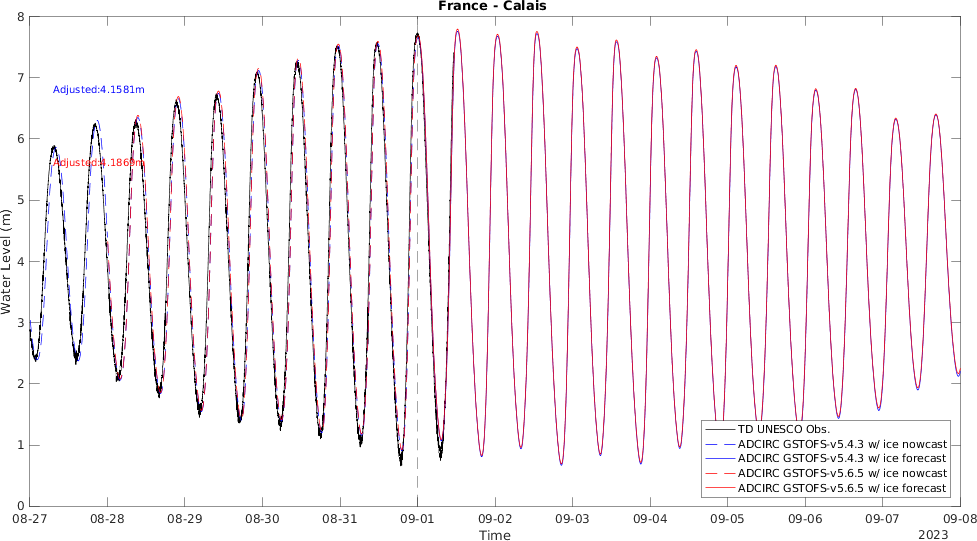 France - Calais
8
7
6
5
4
3
2
1
0
Water Level (m)
Adjusted:4.1581m
Adjusted:4.1869m
TD UNESCO Obs.
ADCIRC GSTOFS-v5.4.3 w/ ice nowcast
ADCIRC GSTOFS-v5.4.3 w/ ice forecast
ADCIRC GSTOFS-v5.6.5 w/ ice nowcast
ADCIRC GSTOFS-v5.6.5 w/ ice forecast
08-27 08-28 08-29 08-30 08-31 09-01 09-02 09-03 09-04 09-05 09-06 09-07 09-08
Time
2023